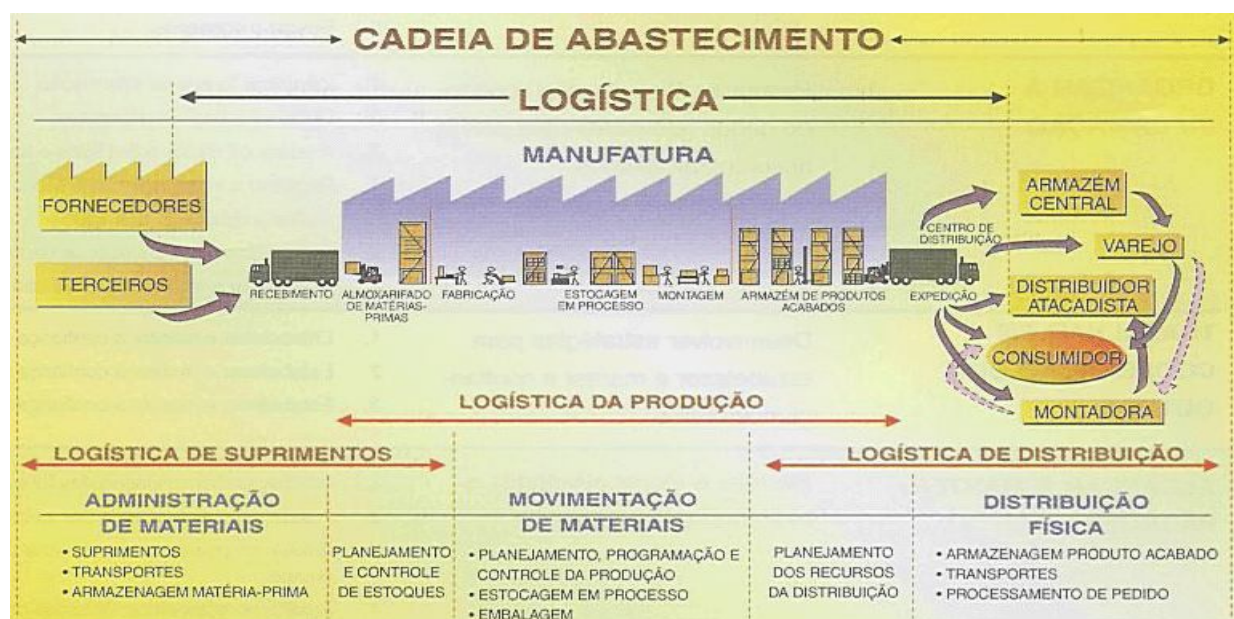 CADEIA DE ABASTECIMENTO
LOGÍSTICA
MANUFATURA
FORNECEDORES
TERCEIROS
RECEBIMENTO
ALMOXARIFADO
DE MATÉRIAS-
PRIMAS
FABRICAÇÃO
ESTOCAGEM
EM PROCESSO
MONTAGEM
ARMAZÉM DE PRODUTOS
ACABADOS
EXPEDIÇÃO
CENTRO DE
DISTRIBUIÇÃO
ARMAZÉM
CENTRAL
VAREJO
DISTRIBUIDOR
ATACADISTA
CONSUMIDOR
MONTADORA
LOGÍSTICA DA PRODUÇÃO
LOGÍSTICA DE SUPRIMENTOS
LOGÍSTICA DE DISTRIBUIÇÃO
ADMINISTRAÇÃO
DE MATERIAIS
• SUPRIMENTOS
• TRANSPORTES
• ARMAZENAGEM MATÉRIA-PRIMA
PLANEJAMENTO
E CONTROLE
DE ESTOQUES
MOVIMENTAÇÃO
DE MATERIAIS
• PLANEJAMENTO, PROGRAMAÇÃO E
CONTROLE DA PRODUÇÃO
• ESTOCAGEM EM PROCESSO
• EMBALAGEM
PLANEJAMENTO
DOS RECURSOS
DA DISTRIBUIÇÃO
DISTRIBUIÇÃO
FÍSICA
• ARMAZENAGEM PRODUTO ACABADO
• TRANSPORTES
• PROCESSAMENTO DE PEDIDO